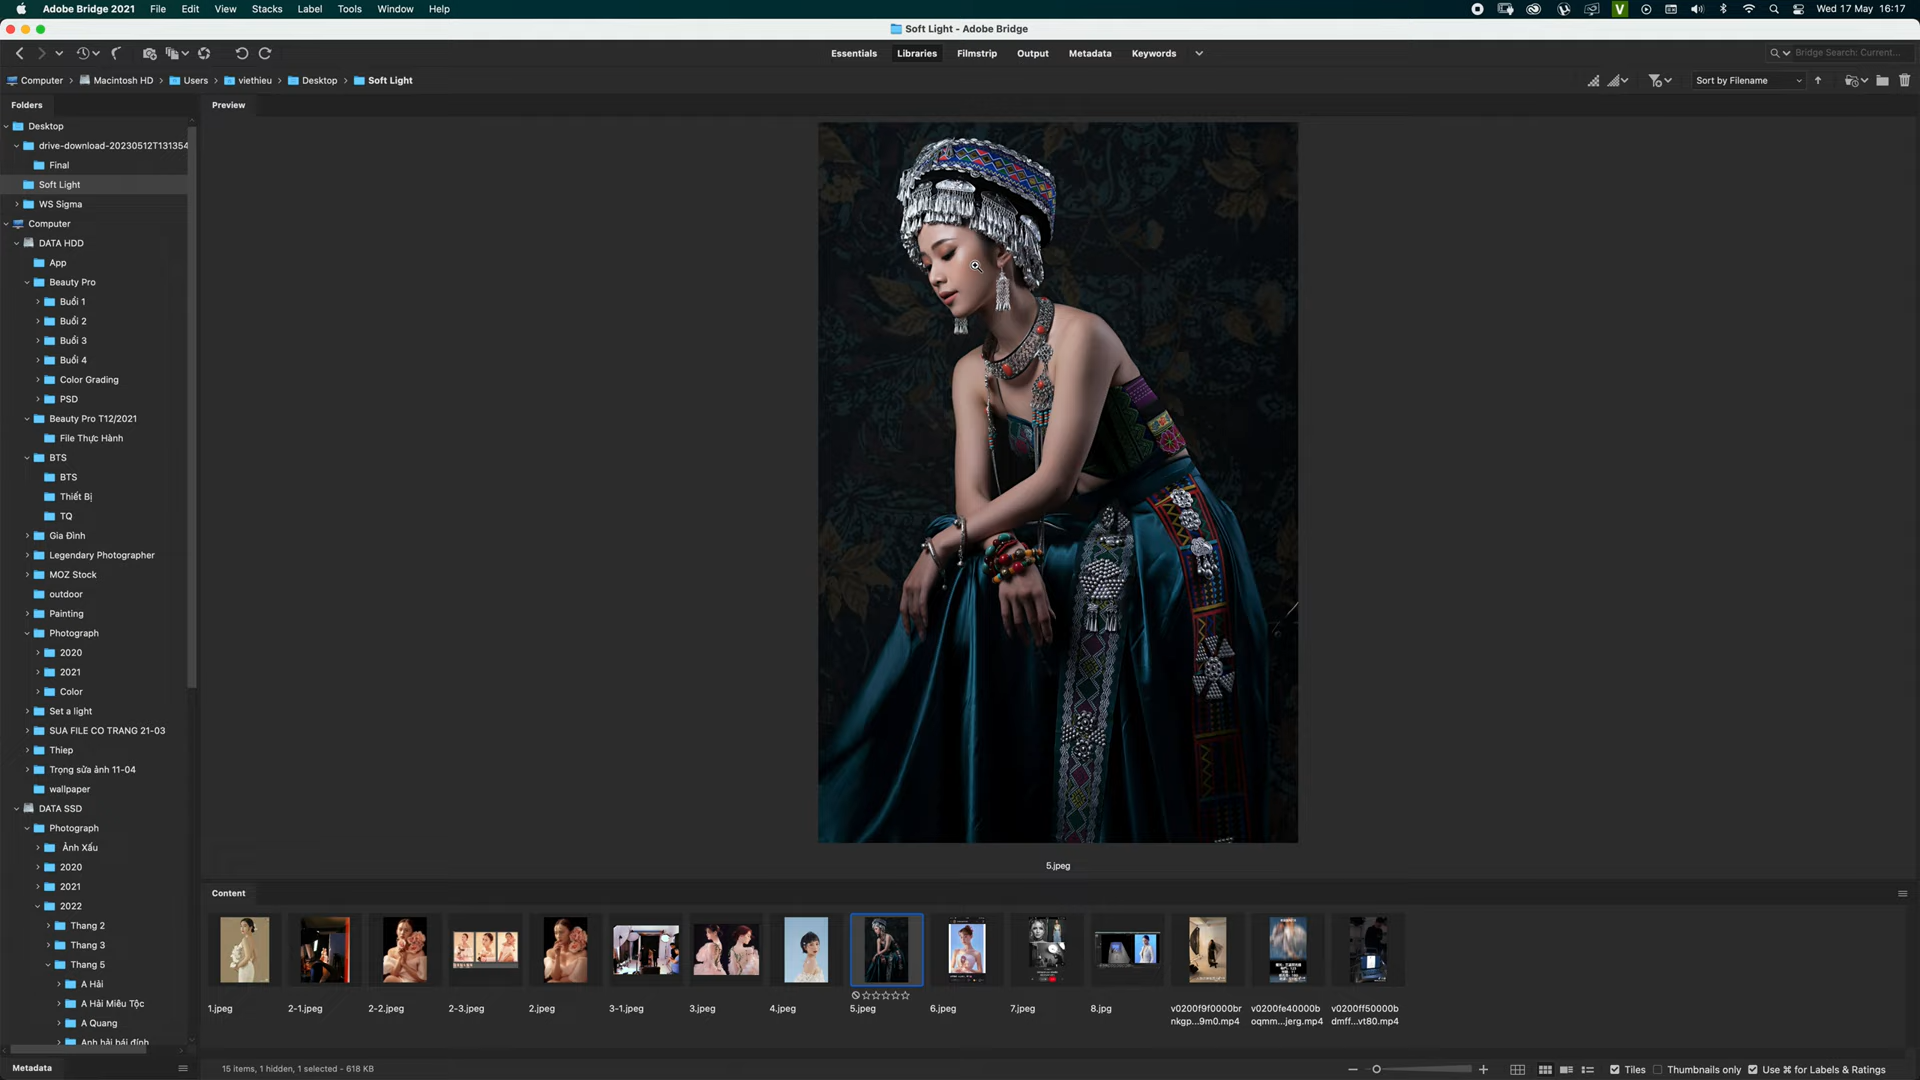 Adobe Bridge 2021 File Edit View Stacks Label Tools Window Help V Wed 17 May 16:17
Soft Light - Adobe Bridge
Essentials Libraries Filmstrip Output Metadata Keywords Bridge Search: Current...
Computer Macintosh HD Users viethieu Desktop Soft Light Sort by Filename
Folders
Preview
Desktop
drive-download-20230512T131354
Final
Soft Light
WS Sigma
Computer
DATA HDD
App
Beauty Pro
Buổi 1
Buổi 2
Buổi 3
Buổi 4
Color Grading
PSD
Beauty Pro T12/2021
File Thực Hành
BTS
BTS
Thiết Bị
TQ
Gia Đình
Legendary Photographer
MOZ Stock
outdoor
Painting
Photograph
2020
2021
Color
Set a light
SUA FILE CO TRANG 21-03
Thiep
Trọng sửa ảnh 11-04
wallpaper
DATA SSD
Photograph
Ảnh Xấu
2020
2021
2022
Thang 2
Thang 3
Thang 5
A Hải
A Hải Miêu Tộc
A Quang
Anh hải bái đính
5.jpeg
Content
1.jpeg 2-1.jpeg 2-2.jpeg 2-3.jpeg 2.jpeg 3-1.jpeg 3.jpeg 4.jpeg 5.jpeg 6.jpeg 7.jpeg 8.jpg v0200f9f0000br v0200fe40000b v0200ff50000b
nkgp...9m0.mp4 oqmm...jerg.mp4 dmff...vt80.mp4
Metadata
15 items, 1 hidden, 1 selected - 618 KB
Tiles Thumbnails only Use ⌘ for Labels & Ratings